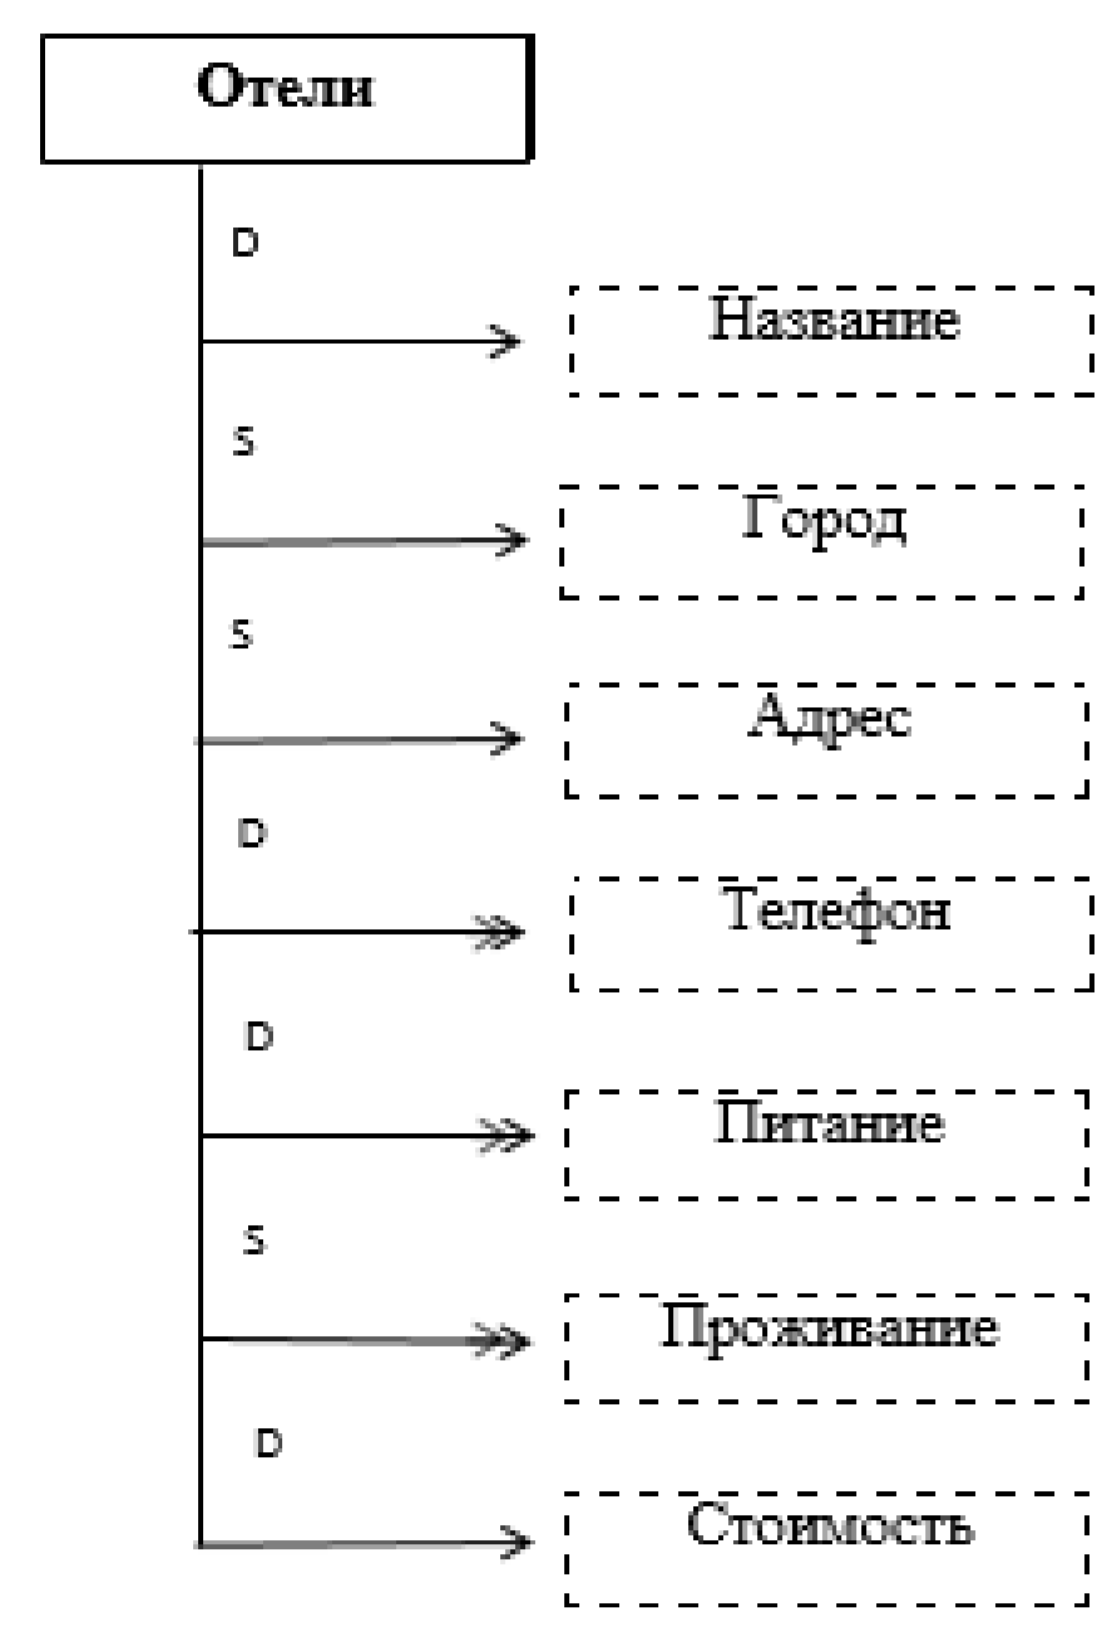 Отели
D
Название
S
Город
S
Адрес
D
Телефон
D
Питание
S
Проживание
D
Стоимость